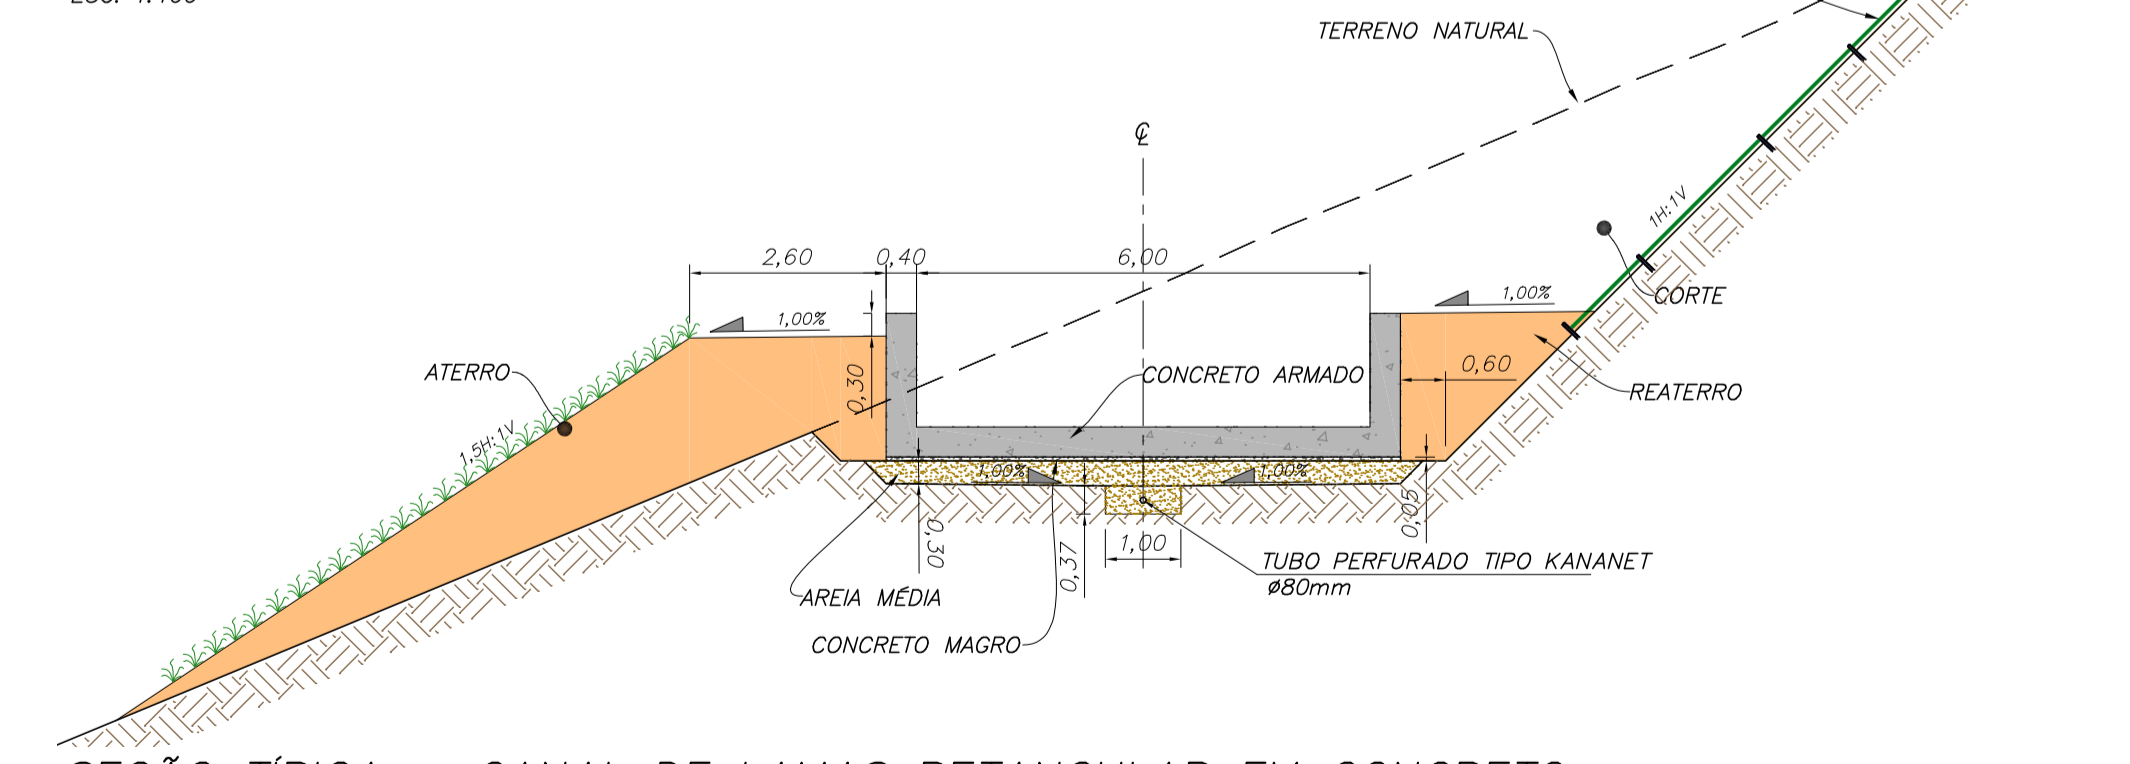 TERRENO NATURAL
℄
1H:1V
2,60
0,40
6,00
1,00%
1,00%
CORTE
ATERRO
0,30
CONCRETO ARMADO
0,60
REATERRO
1,5H:1V
1,00%
1,00%
0,05
0,30
0,37
1,00
TUBO PERFURADO TIPO KANANET
ø80mm
AREIA MÉDIA
CONCRETO MAGRO